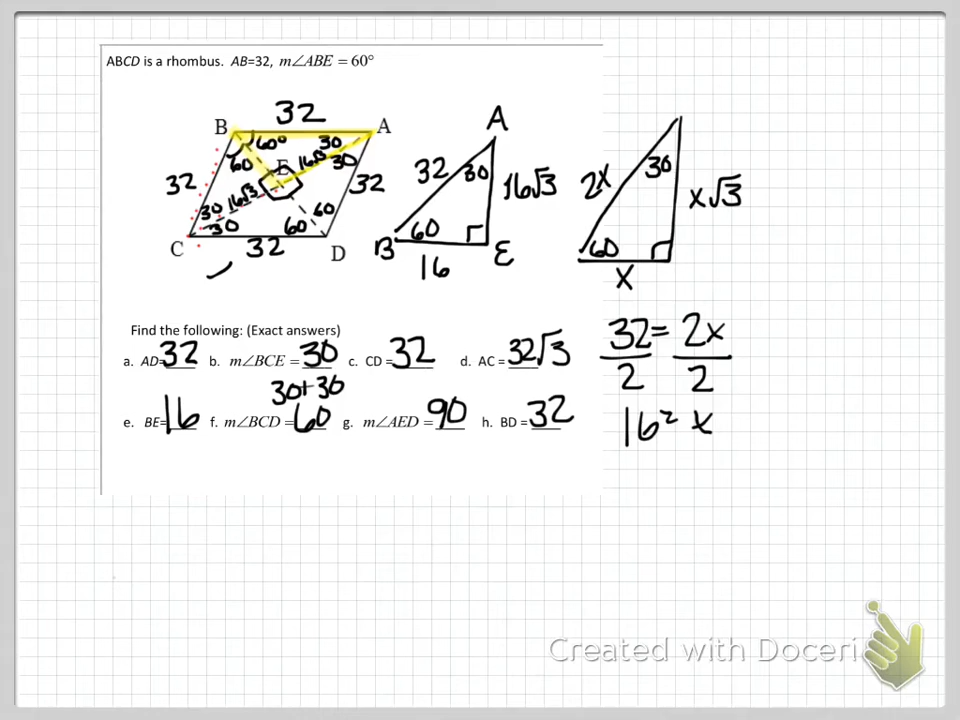 ABCD is a rhombus. AB=32, m∠ABE = 60°
32
B
A
60°
30
E
16√3
30
60
32
32
16√3
30
30
60
60
C
32
D
A
32
30
16√3
60
B
E
16
2x
30
x√3
60
x
Find the following: (Exact answers)
a. AD=32 b. m∠BCE = 30 c. CD = 32 d. AC = 32√3
30+30
e. BE=16 f. m∠BCD = 60 g. m∠AED = 90 h. BD = 32
32 = 2x
2 2
16 = x
Created with Doceri